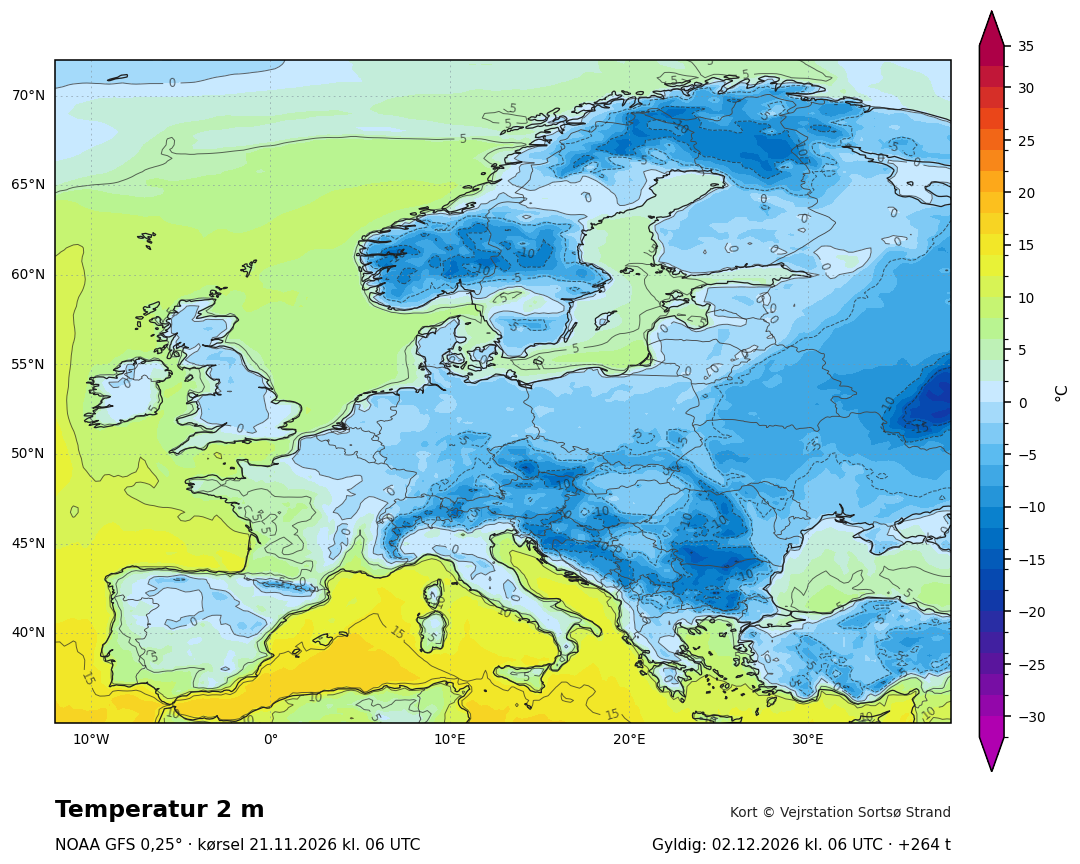 70°N
65°N
60°N
55°N
50°N
45°N
40°N
10°W 0° 10°E 20°E 30°E
35
30
25
20
15
10
5
0
−5
−10
−15
−20
−25
−30
°C
Temperatur 2 m
Kort © Vejrstation Sortsø Strand
NOAA GFS 0,25° · kørsel 21.11.2026 kl. 06 UTC
Gyldig: 02.12.2026 kl. 06 UTC · +264 t